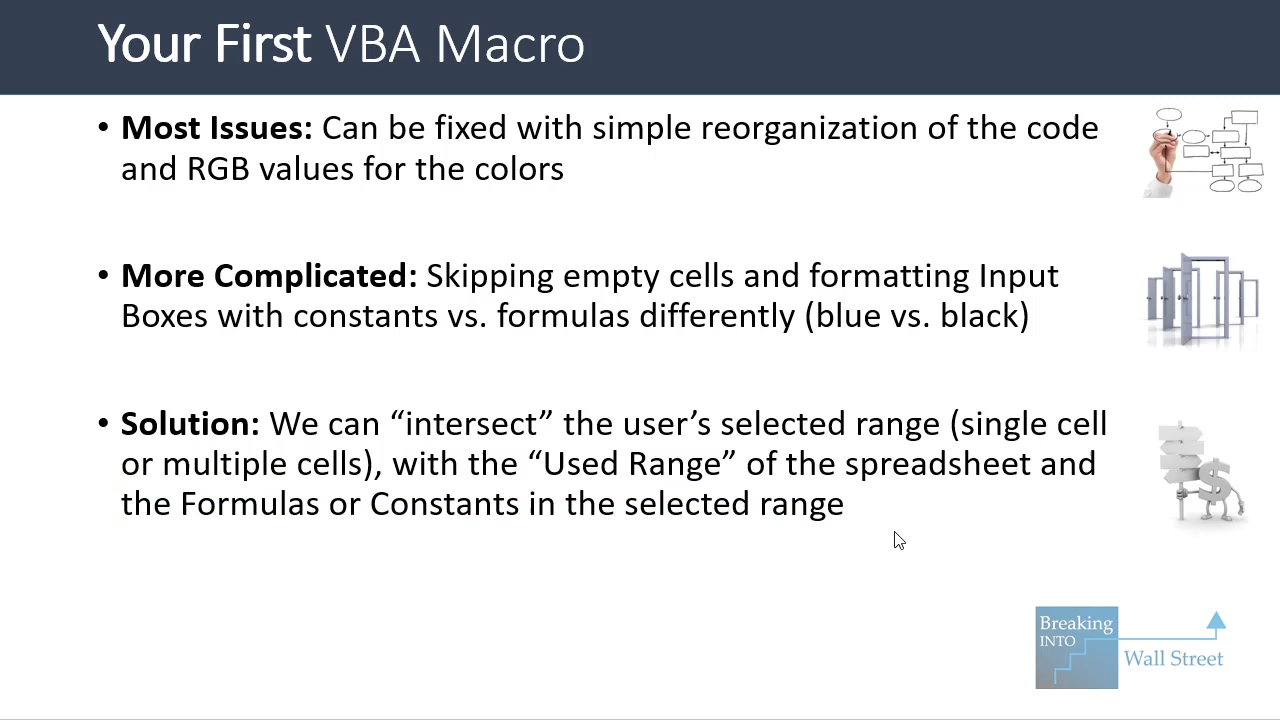 Your First VBA Macro
• Most Issues: Can be fixed with simple reorganization of the code
and RGB values for the colors
• More Complicated: Skipping empty cells and formatting Input
Boxes with constants vs. formulas differently (blue vs. black)
• Solution: We can “intersect” the user’s selected range (single cell
or multiple cells), with the “Used Range” of the spreadsheet and
the Formulas or Constants in the selected range
Breaking
INTO
Wall Street